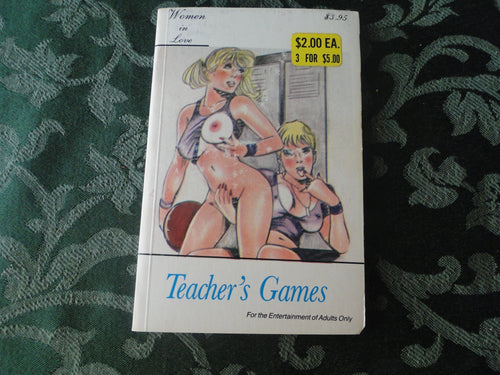 Women
in
Love
$3.95
$2.00 EA.
3 FOR $5.00
Teacher's Games
For the Entertainment of Adults Only